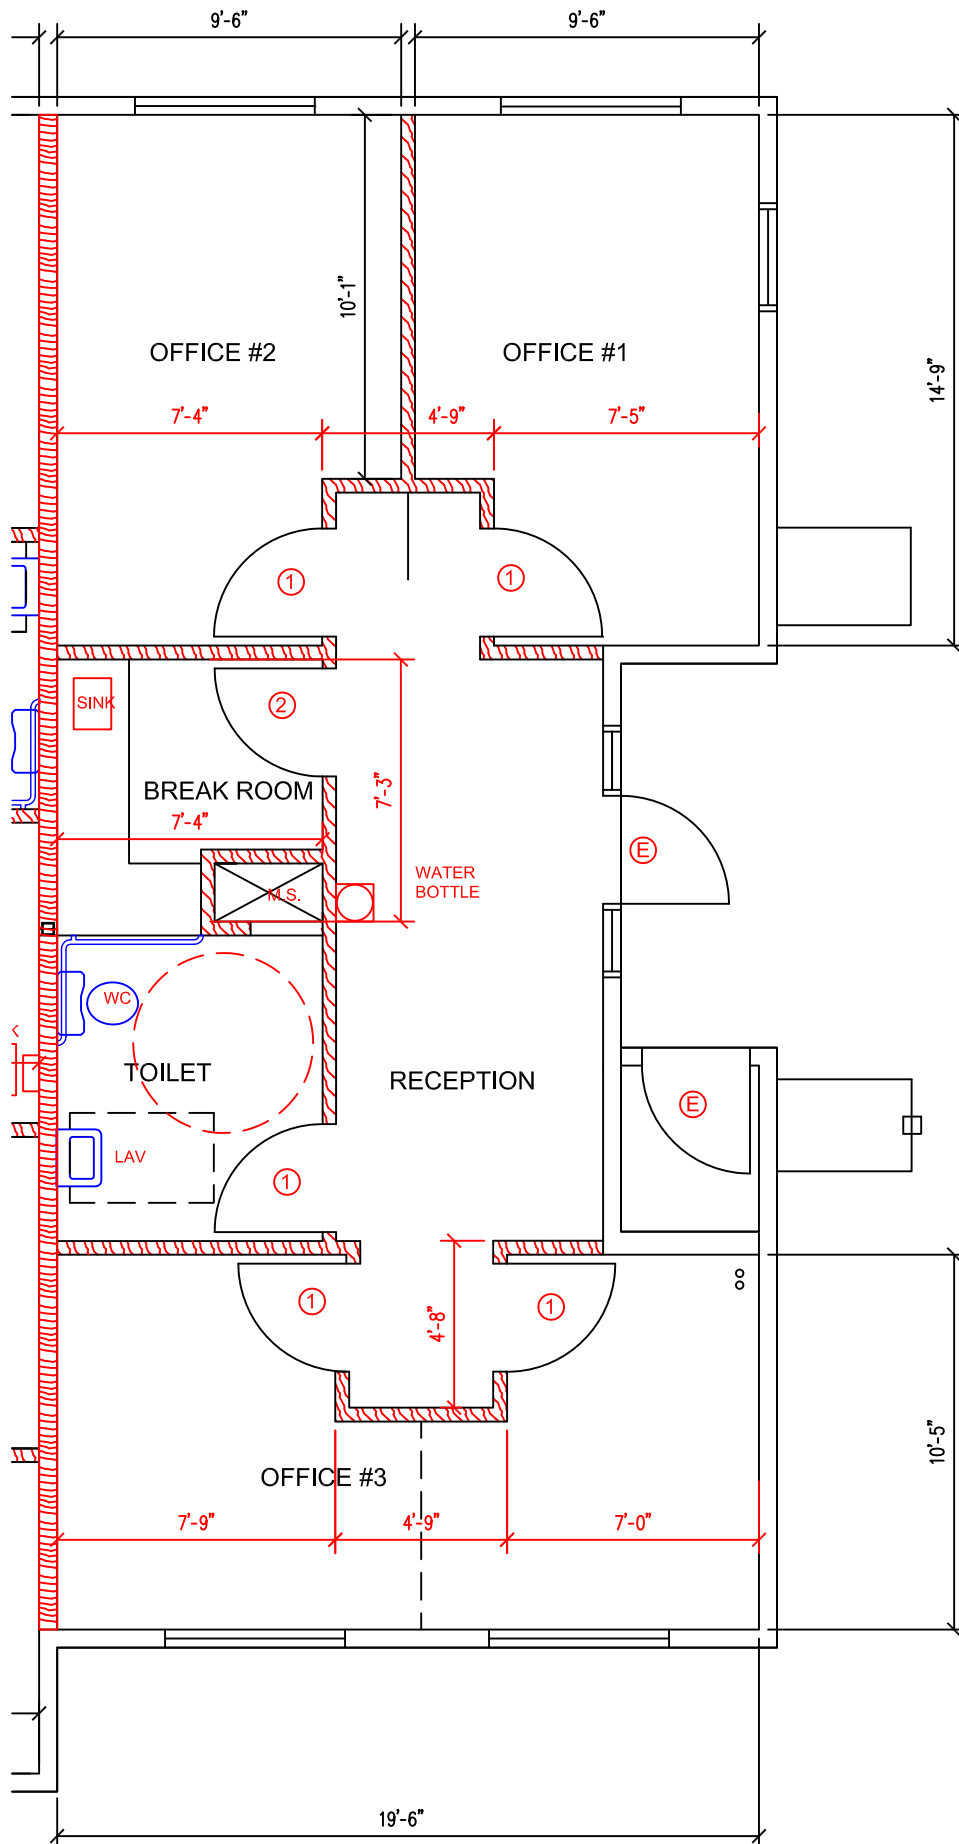 9'-6" 9'-6"
10'-1"
OFFICE #2 OFFICE #1
14'-9"
7'-4" 4'-9" 7'-5"
1 1
SINK 2
BREAK ROOM 7'-3"
7'-4"
E
WATER
BOTTLE
M.S.
WC
K
TOILET RECEPTION
E
LAV
1
1 1
4'-8"
10'-5"
OFFICE #3
7'-9" 4'-9" 7'-0"
19'-6"